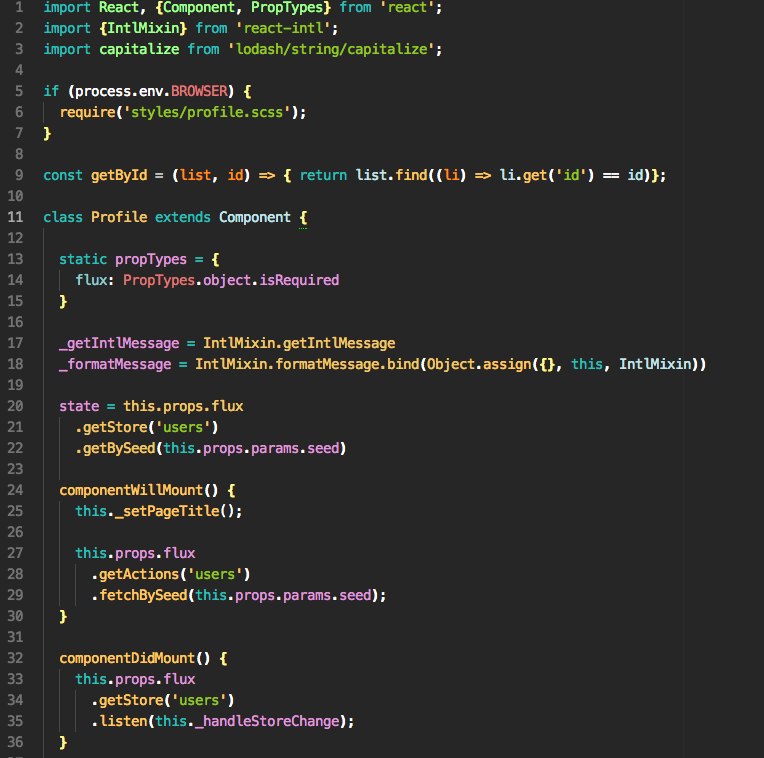 1 import React, {Component, PropTypes} from 'react';
2 import {IntlMixin} from 'react-intl';
3 import capitalize from 'lodash/string/capitalize';
4
5 if (process.env.BROWSER) {
6   require('styles/profile.scss');
7 }
8
9 const getById = (list, id) => { return list.find((li) => li.get('id') == id)};
10
11 class Profile extends Component {
12
13   static propTypes = {
14     flux: PropTypes.object.isRequired
15   }
16
17   _getIntlMessage = IntlMixin.getIntlMessage
18   _formatMessage = IntlMixin.formatMessage.bind(Object.assign({}, this, IntlMixin))
19
20   state = this.props.flux
21     .getStore('users')
22     .getBySeed(this.props.params.seed)
23
24   componentWillMount() {
25     this._setPageTitle();
26
27     this.props.flux
28       .getActions('users')
29       .fetchBySeed(this.props.params.seed);
30   }
31
32   componentDidMount() {
33     this.props.flux
34       .getStore('users')
35       .listen(this._handleStoreChange);
36   }